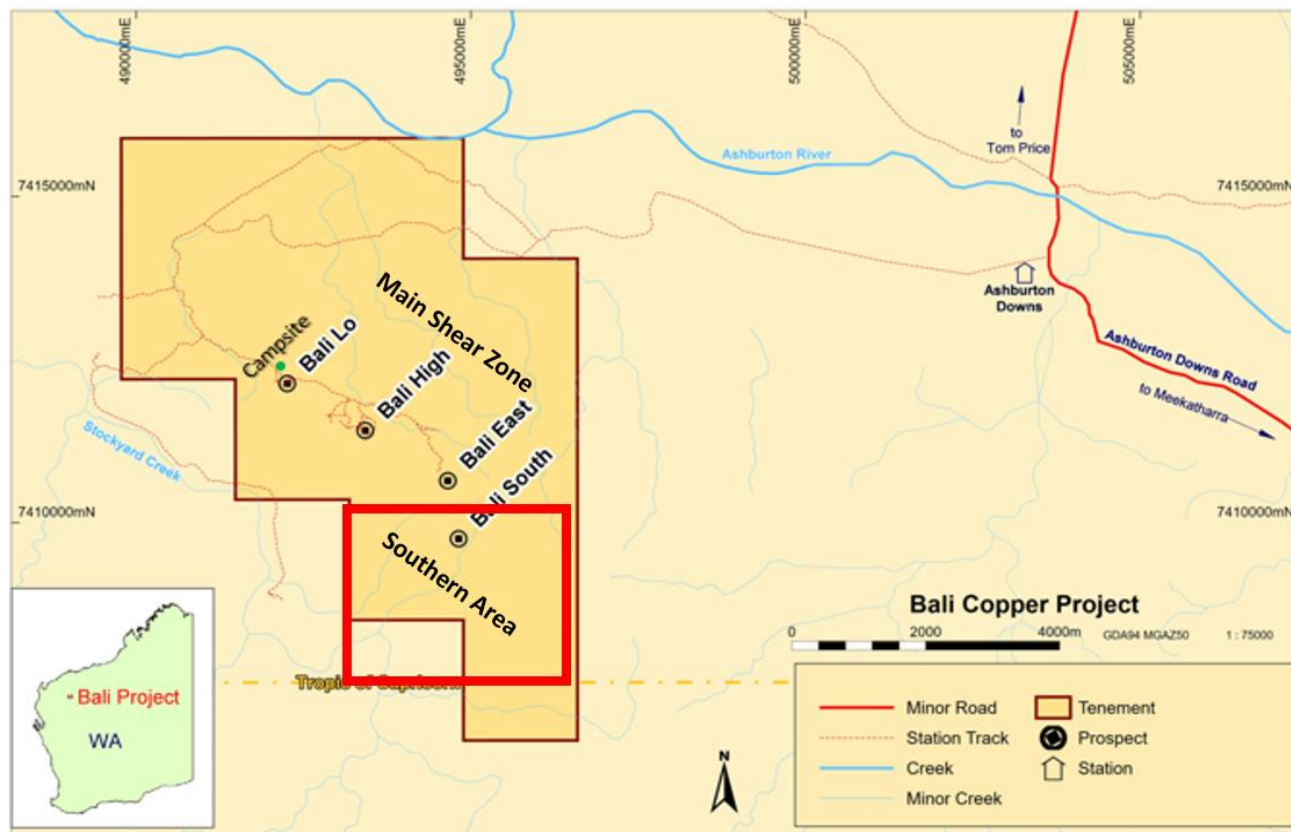 490000mE
495000mE
500000mE
505000mE
to
Tom Price
Ashburton River
7415000mN
7415000mN
Ashburton
Downs
Main Shear Zone
Campsite
Bali Lo
Bali High
Ashburton Downs Road
to Meekatharra
Bali East
Stockyard Creek
Bali South
7410000mN
7410000mN
Southern Area
Bali Copper Project
0 2000 4000m GDA94 MGAZ50 1 : 75000
Tropic of Capricorn
Bali Project
WA
N
Minor Road
Station Track
Creek
Minor Creek
Tenement
Prospect
Station